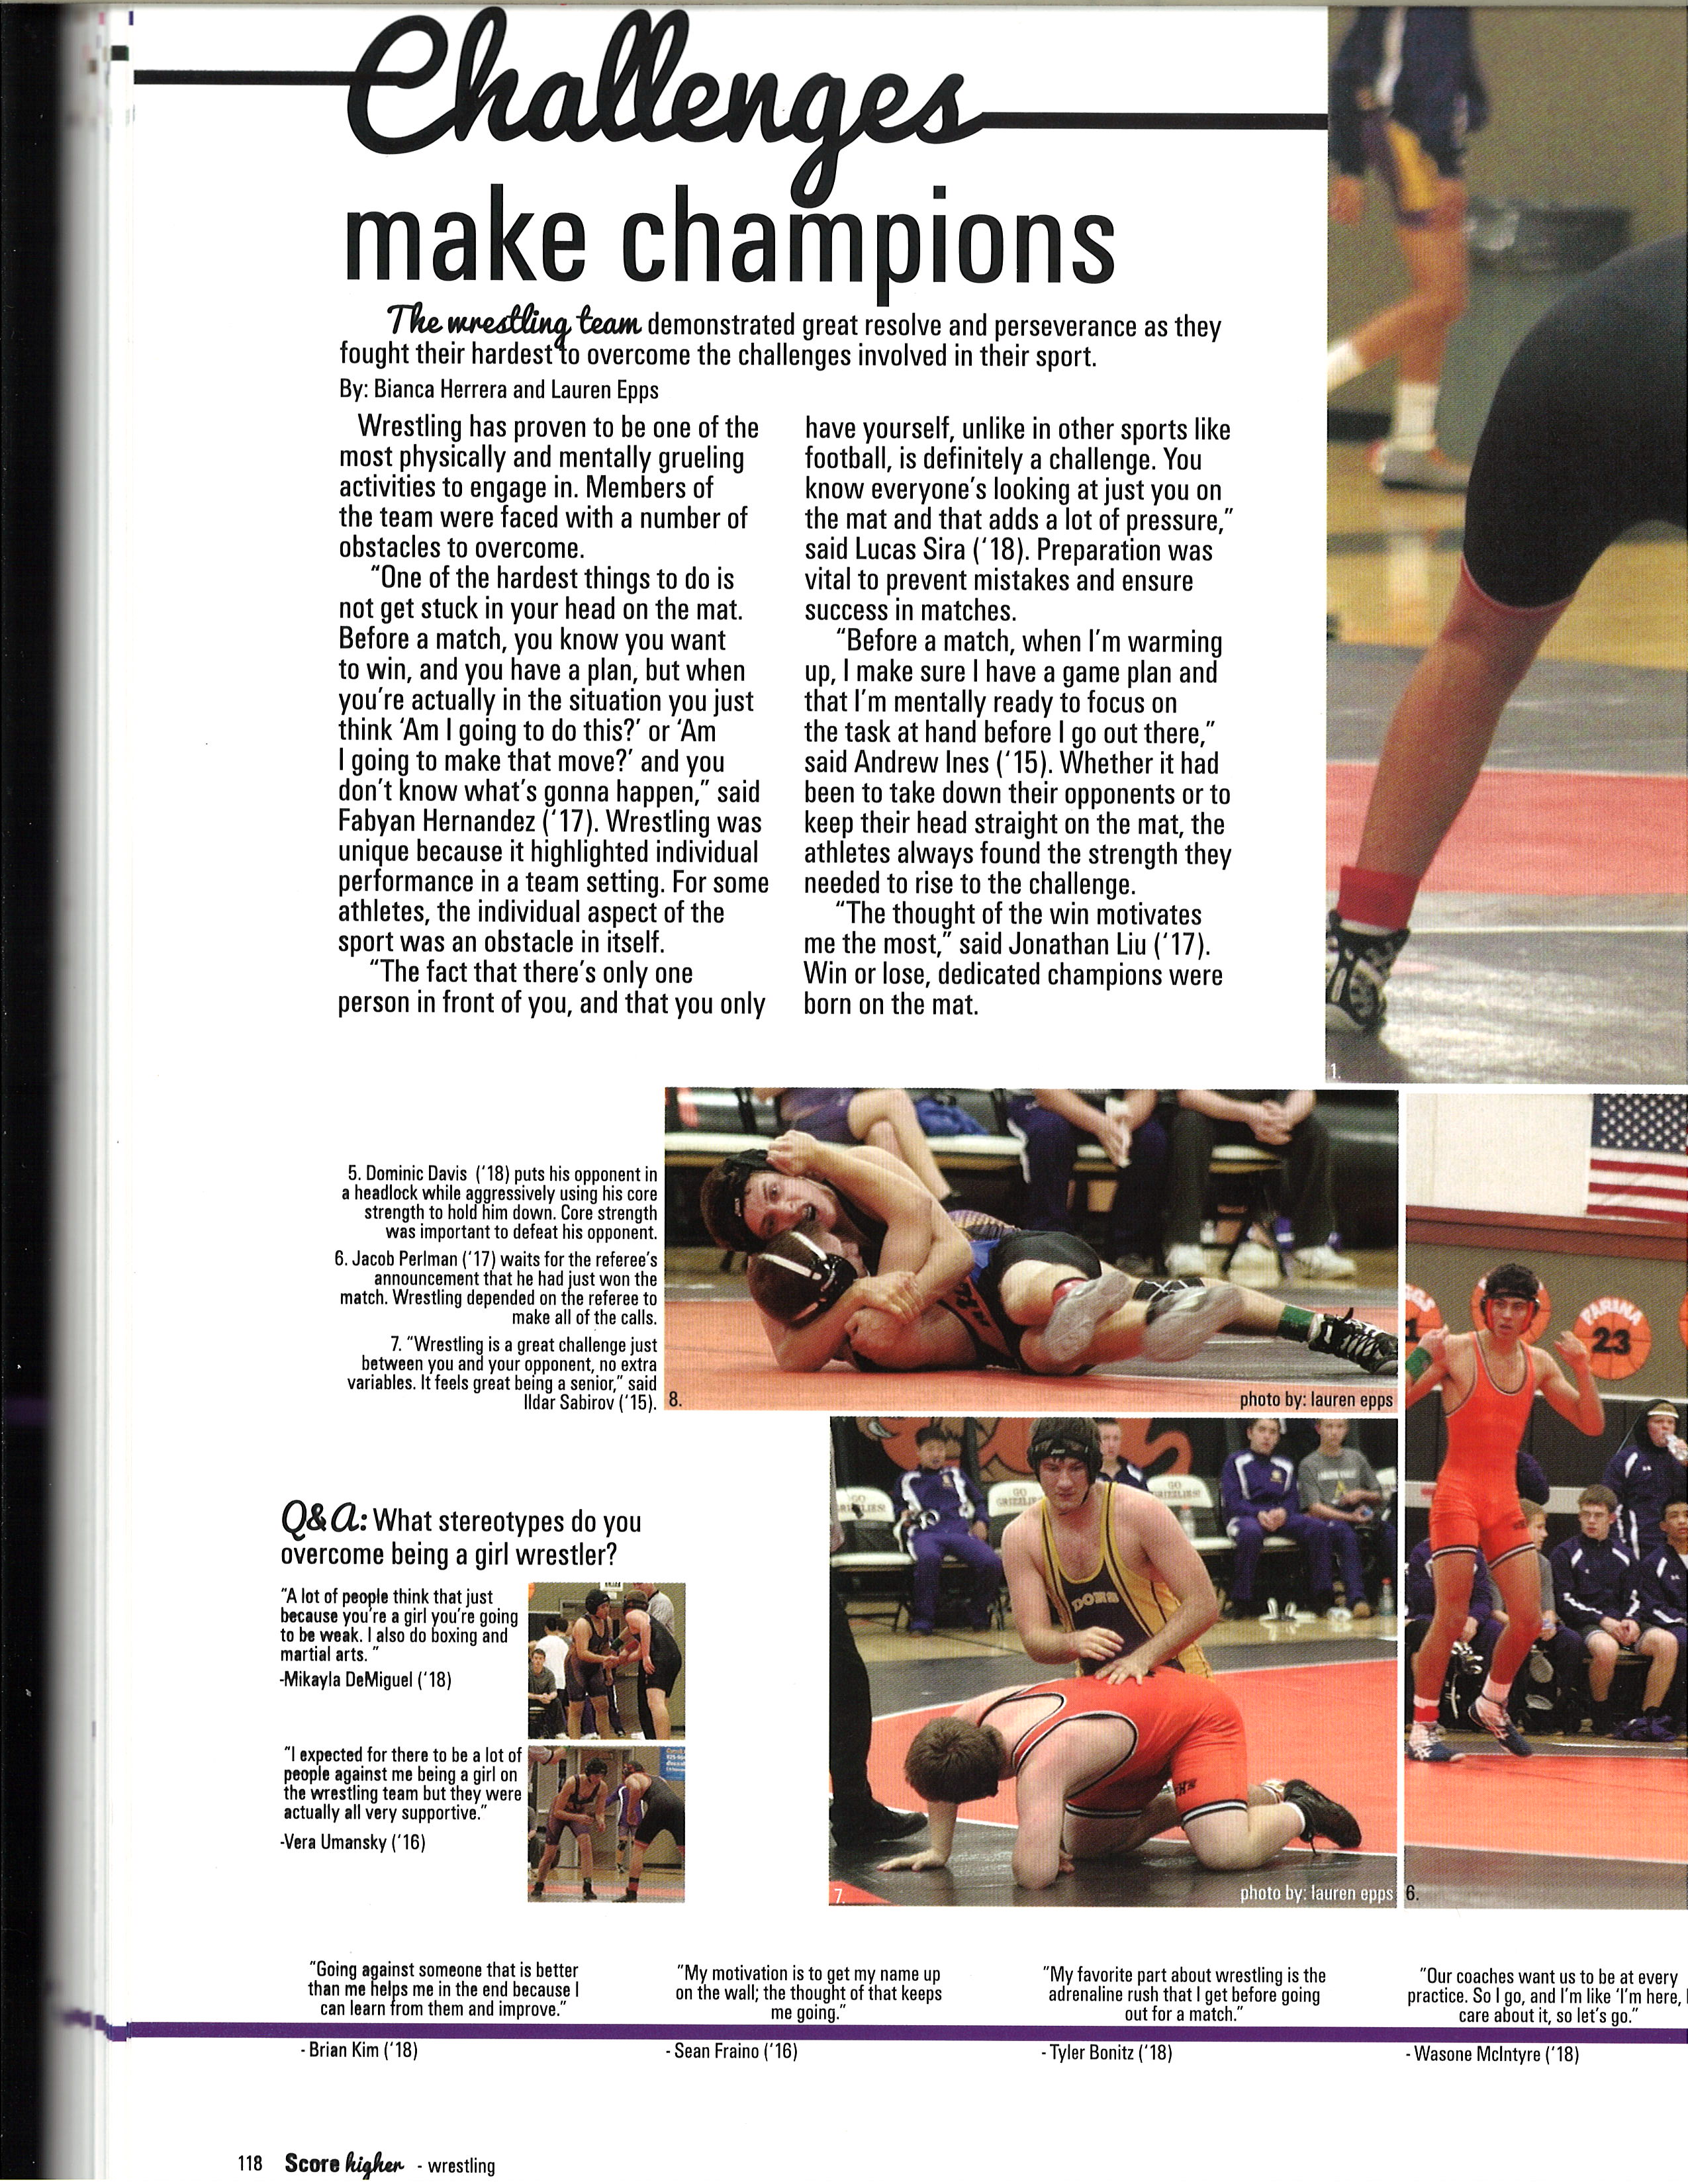 Challenges
make champions
The wrestling team demonstrated great resolve and perseverance as they
fought their hardest to overcome the challenges involved in their sport.
By: Bianca Herrera and Lauren Epps
Wrestling has proven to be one of the
most physically and mentally grueling
activities to engage in. Members of
the team were faced with a number of
obstacles to overcome.
“One of the hardest things to do is
not get stuck in your head on the mat.
Before a match, you know you want
to win, and you have a plan, but when
you’re actually in the situation you just
think ‘Am I going to do this?’ or ‘Am
I going to make that move?’ and you
don’t know what’s gonna happen,” said
Fabyan Hernandez (‘17). Wrestling was
unique because it highlighted individual
performance in a team setting. For some
athletes, the individual aspect of the
sport was an obstacle in itself.
“The fact that there’s only one
person in front of you, and that you only
have yourself, unlike in other sports like
football, is definitely a challenge. You
know everyone’s looking at just you on
the mat and that adds a lot of pressure,”
said Lucas Sira (‘18). Preparation was
vital to prevent mistakes and ensure
success in matches.
“Before a match, when I’m warming
up, I make sure I have a game plan and
that I’m mentally ready to focus on
the task at hand before I go out there,”
said Andrew Ines (‘15). Whether it had
been to take down their opponents or to
keep their head straight on the mat, the
athletes always found the strength they
needed to rise to the challenge.
“The thought of the win motivates
me the most,” said Jonathan Liu (‘17).
Win or lose, dedicated champions were
born on the mat.
1.
5. Dominic Davis (‘18) puts his opponent in
a headlock while aggressively using his core
strength to hold him down. Core strength
was important to defeat his opponent.
6. Jacob Perlman (‘17) waits for the referee’s
announcement that he had just won the
match. Wrestling depended on the referee to
make all of the calls.
7. “Wrestling is a great challenge just
between you and your opponent, no extra
variables. It feels great being a senior,” said
Ildar Sabirov (‘15).
8.
photo by: lauren epps
FARINA
23
GO
GRIZZLIES!
GO
GRIZZLIES
GO
DONS
7.
photo by: lauren epps
6.
Q&A: What stereotypes do you
overcome being a girl wrestler?
“A lot of people think that just
because you’re a girl you’re going
to be weak. I also do boxing and
martial arts. ”
-Mikayla DeMiguel (‘18)
“I expected for there to be a lot of
people against me being a girl on
the wrestling team but they were
actually all very supportive.”
-Vera Umansky (‘16)
“Going against someone that is better
than me helps me in the end because I
can learn from them and improve.”
- Brian Kim (‘18)
“My motivation is to get my name up
on the wall; the thought of that keeps
me going.”
- Sean Fraino (‘16)
“My favorite part about wrestling is the
adrenaline rush that I get before going
out for a match.”
- Tyler Bonitz (‘18)
“Our coaches want us to be at every
practice. So I go, and I’m like ‘I’m here, I
care about it, so let’s go.”
- Wasone McIntyre (‘18)
118 Score higher - wrestling